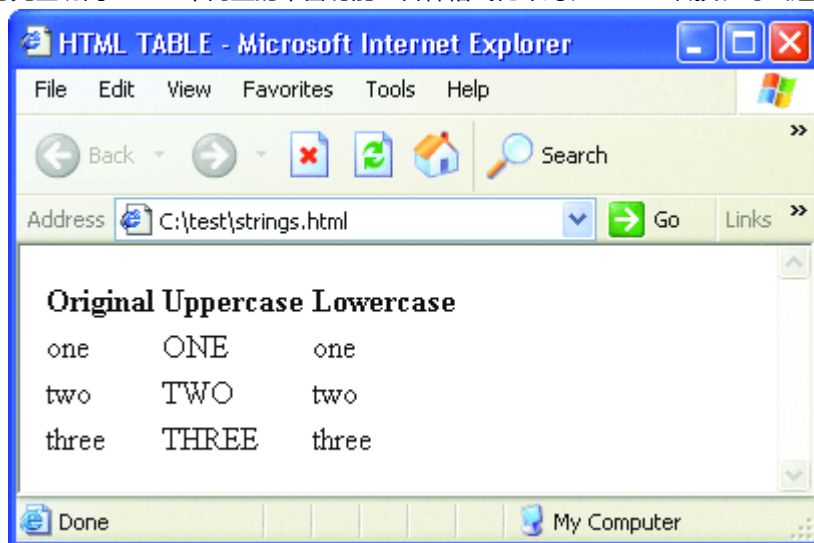 HTML TABLE - Microsoft Internet Explorer
File Edit View Favorites Tools Help
Back Search »
Address C:\test\strings.html Go Links »
Original Uppercase Lowercase
one ONE one
two TWO two
three THREE three
Done My Computer